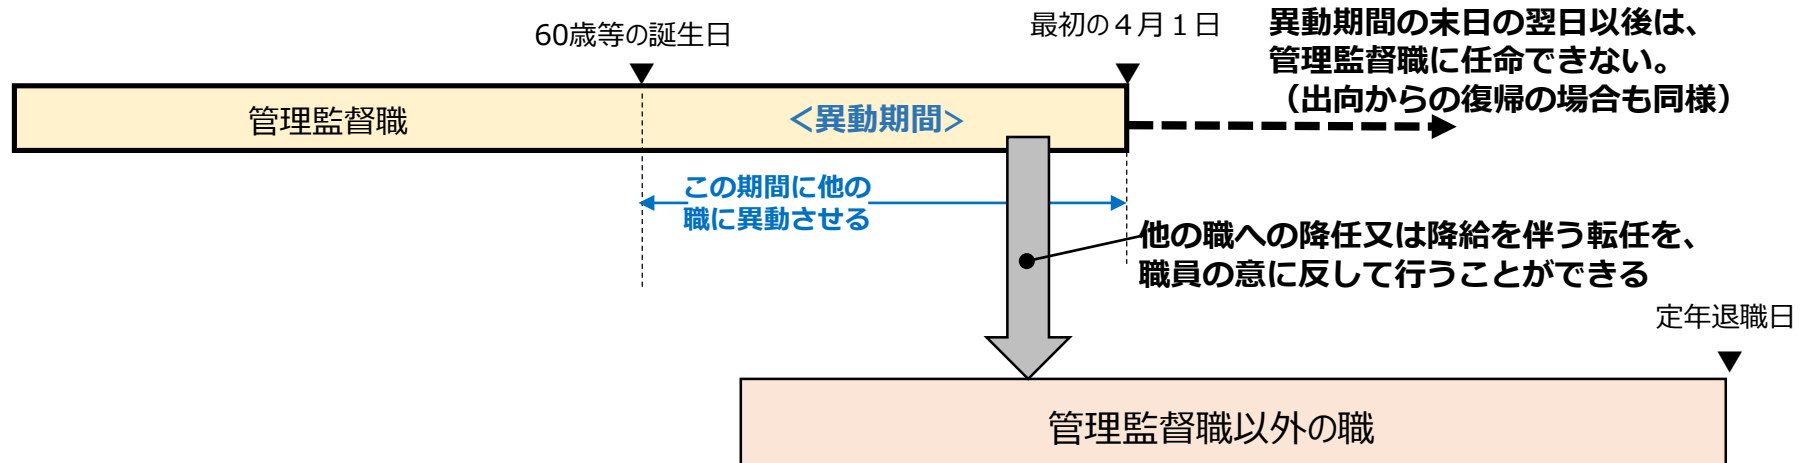 60歳等の誕生日
最初の４月１日
異動期間の末日の翌日以後は、
管理監督職に任命できない。
（出向からの復帰の場合も同様）
管理監督職
＜異動期間>
この期間に他の
職に異動させる
他の職への降任又は降給を伴う転任を、
職員の意に反して行うことができる
定年退職日
管理監督職以外の職